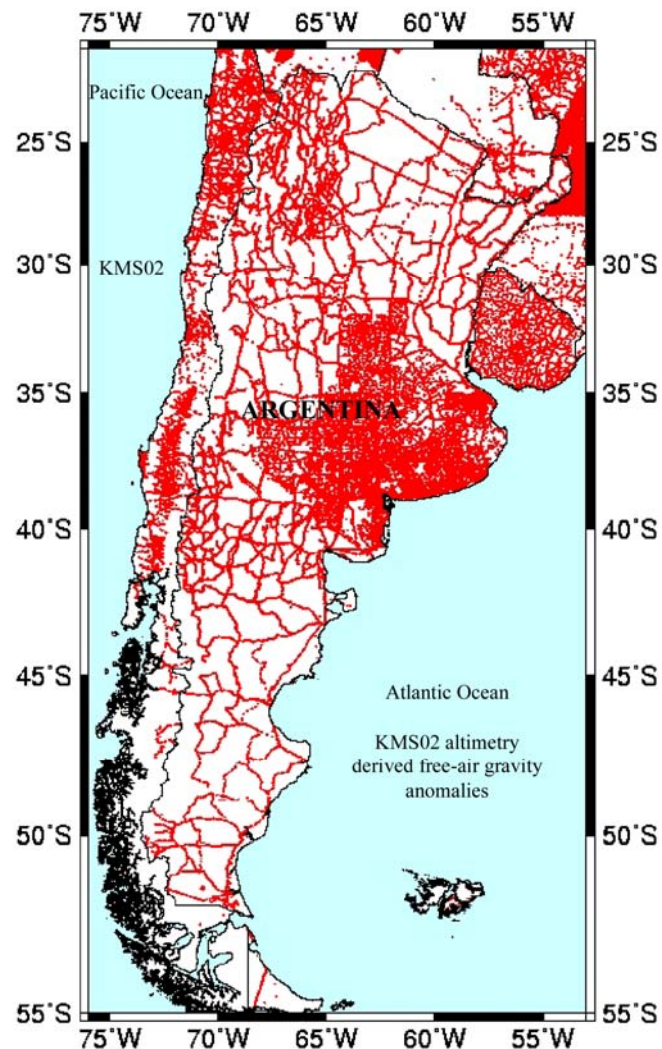 75°W 70°W 65°W 60°W 55°W
Pacific Ocean
25°S 25°S
KMS02
30°S 30°S
35°S 35°S
ARGENTINA
40°S 40°S
45°S 45°S
Atlantic Ocean
KMS02 altimetry
derived free-air gravity
anomalies
50°S 50°S
55°S 55°S
75°W 70°W 65°W 60°W 55°W